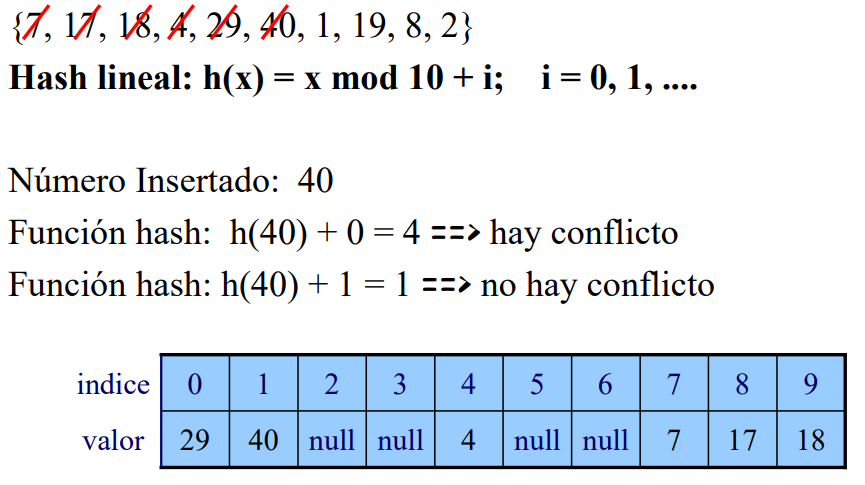 {7, 17, 18, 4, 29, 40, 1, 19, 8, 2}
Hash lineal: h(x) = x mod 10 + i; i = 0, 1, ....
Número Insertado: 40
Función hash: h(40) + 0 = 4 ==> hay conflicto
Función hash: h(40) + 1 = 1 ==> no hay conflicto
indice 0 1 2 3 4 5 6 7 8 9
valor 29 40 null null 4 null null 7 17 18